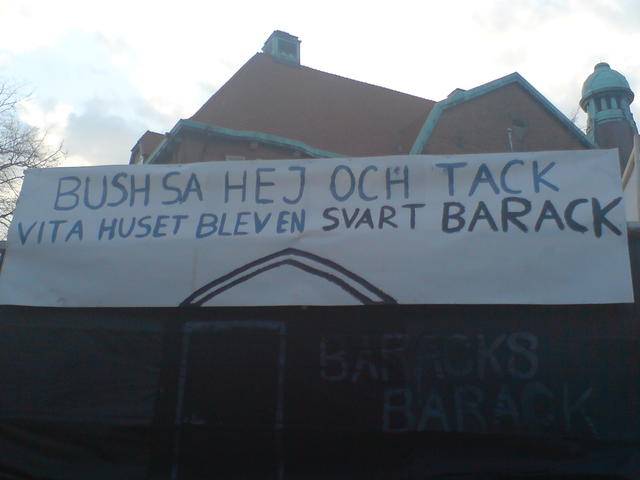 BUSH SA HEJ OCH TACK
VITA HUSET BLEV EN SVART BARACK
BARACKS
BARACK